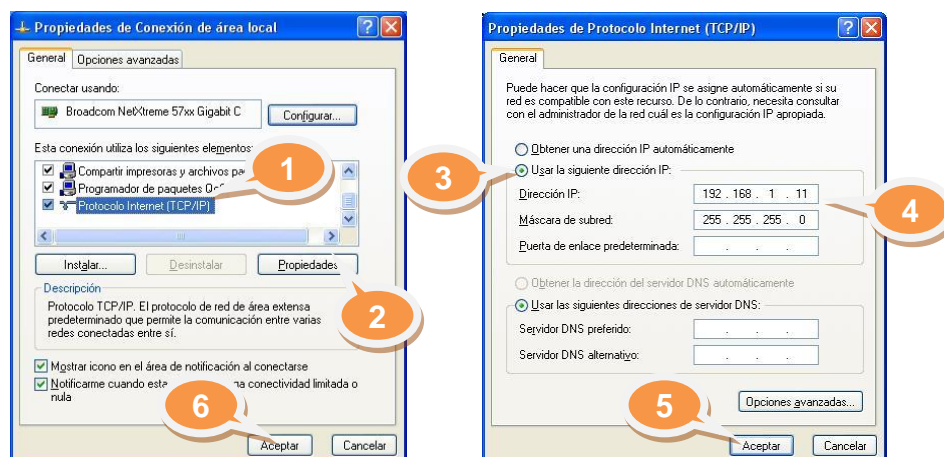 Propiedades de Conexión de área local
General Opciones avanzadas
Conectar usando:
Broadcom NetXtreme 57xx Gigabit C
Configurar...
Esta conexión utiliza los siguientes elementos:
Compartir impresoras y archivos
Programador de paquetes
Protocolo Internet (TCP/IP)
1
Instalar... Desinstalar Propiedades
2
Descripción
Protocolo TCP/IP. El protocolo de red de área extensa
predeterminado que permite la comunicación entre varias
redes conectadas entre sí.
Mostrar icono en el área de notificación al conectarse
Notificarme cuando conectividad limitada o
nula
6
Aceptar Cancelar
Propiedades de Protocolo Internet (TCP/IP)
General
Puede hacer que la configuración IP se asigne automáticamente si su
red es compatible con este recurso. De lo contrario, necesita consultar
con el administrador de la red cuál es la configuración IP apropiada.
Obtener una dirección IP automáticamente
3
Usar la siguiente dirección IP:
Dirección IP: 192 . 168 . 1 . 11
4
Máscara de subred: 255 . 255 . 255 . 0
Puerta de enlace predeterminada: . . .
Obtener la dirección del servidor DNS automáticamente
Usar las siguientes direcciones de servidor DNS:
Servidor DNS preferido: . . .
Servidor DNS alternativo: . . .
Opciones avanzadas...
5
Aceptar Cancelar